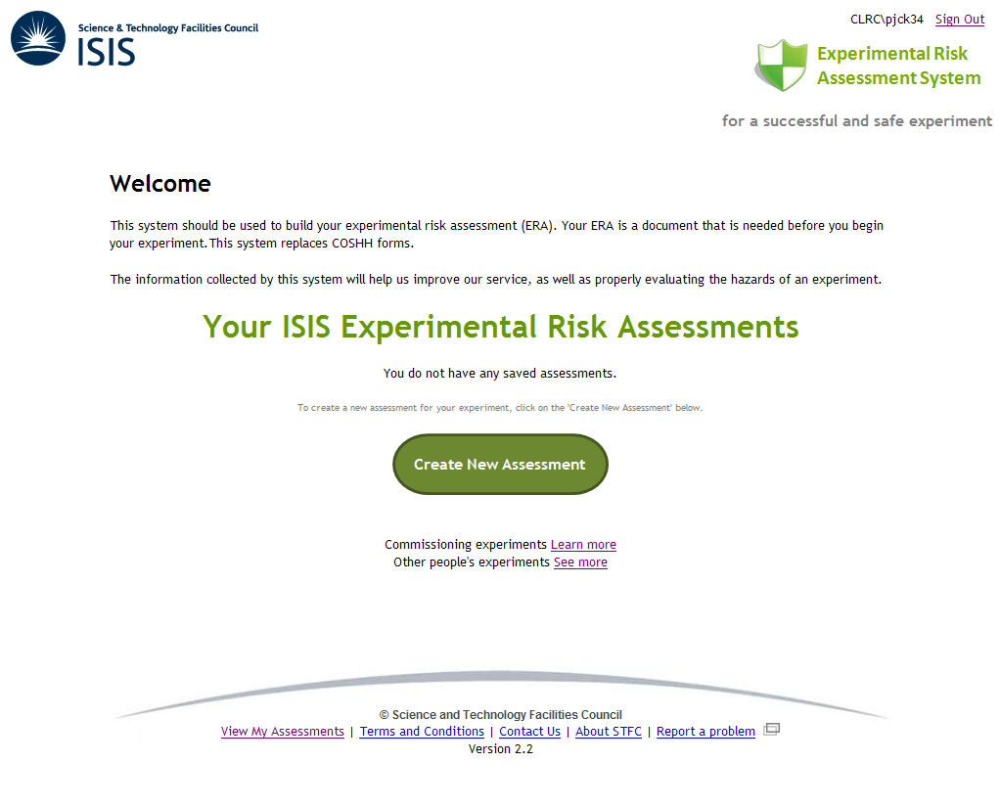 Science & Technology Facilities Council
ISIS
CLRC\pjck34 Sign Out
Experimental Risk
Assessment System
for a successful and safe experiment
Welcome
This system should be used to build your experimental risk assessment (ERA). Your ERA is a document that is needed before you begin
your experiment. This system replaces COSHH forms.
The information collected by this system will help us improve our service, as well as properly evaluating the hazards of an experiment.
Your ISIS Experimental Risk Assessments
You do not have any saved assessments.
To create a new assessment for your experiment, click on the 'Create New Assessment' below.
Create New Assessment
Commissioning experiments Learn more
Other people's experiments See more
© Science and Technology Facilities Council
View My Assessments | Terms and Conditions | Contact Us | About STFC | Report a problem
Version 2.2